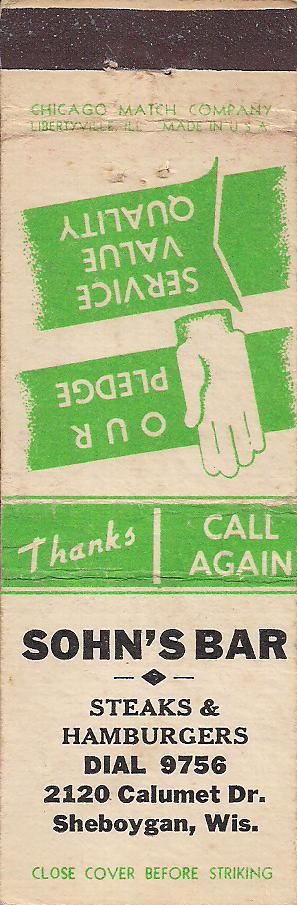 CHICAGO MATCH COMPANY
LIBERTYVILLE, ILL. MADE IN U.S.A.
OUR
PLEDGE
SERVICE
VALUE
QUALITY
Thanks
CALL
AGAIN
SOHN'S BAR
STEAKS &
HAMBURGERS
DIAL 9756
2120 Calumet Dr.
Sheboygan, Wis.
CLOSE COVER BEFORE STRIKING